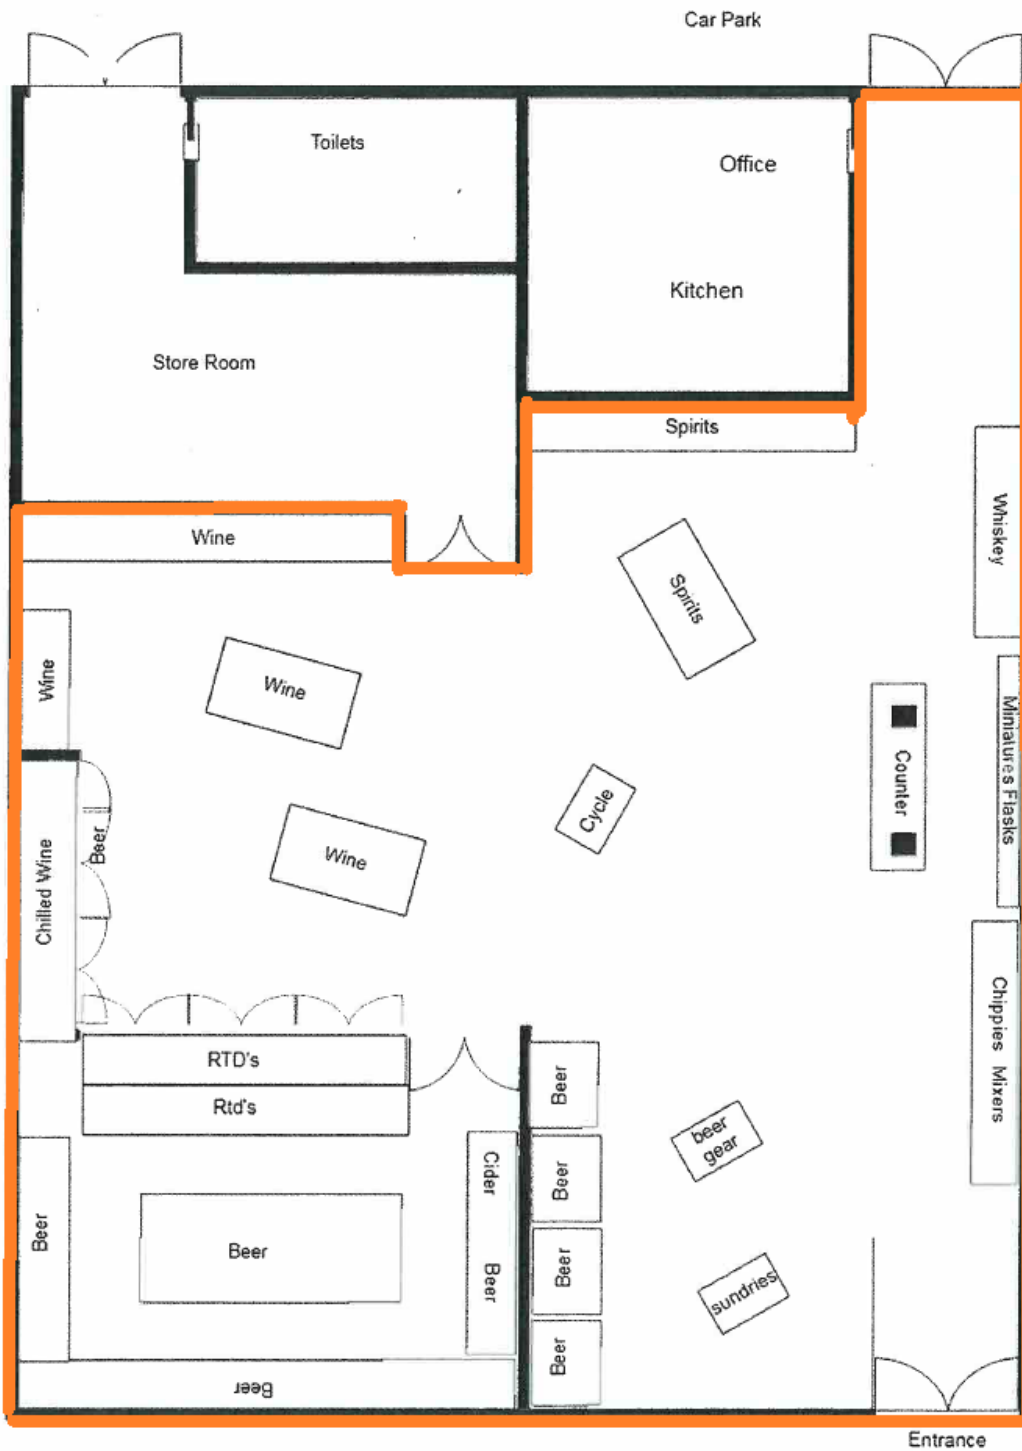 Car Park
Toilets
Office
Kitchen
Store Room
Spirits
Wine
Whiskey
Spirits
Wine
Wine
Miniatures Flasks
Counter
Cycle
Wine
Beer
Chilled Wine
Chippies Mixers
RTD's
Rtd's
Beer
beer
gear
Cider Beer
Beer
Beer
Beer
Beer
sundries
Beer
Beer
Entrance